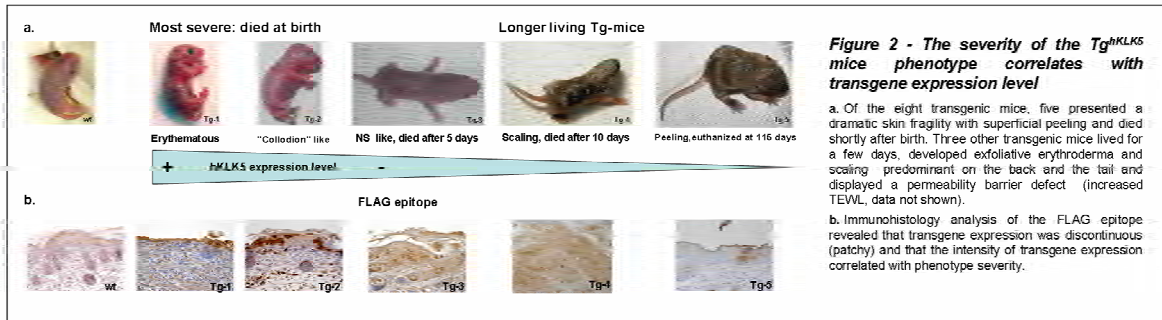 a.
Most severe: died at birth
Longer living Tg-mice
wt
Tg-1
Tg-2
Tg-3
Tg-4
Tg-5
Erythematous
"Collodion" like
NS like, died after 5 days
Scaling, died after 10 days
Peeling, euthanized at 115 days
+
hKLK5 expression level
-
b.
FLAG epitope
wt
Tg-1
Tg-2
Tg-3
Tg-4
Tg-5
Figure 2 - The severity of the TghKLK5
mice phenotype correlates with
transgene expression level
a. Of the eight transgenic mice, five presented a
dramatic skin fragility with superficial peeling and died
shortly after birth. Three other transgenic mice lived for
a few days, developed exfoliative erythroderma and
scaling predominant on the back and the tail and
displayed a permeability barrier defect (increased
TEWL, data not shown).
b. Immunohistology analysis of the FLAG epitope
revealed that transgene expression was discontinuous
(patchy) and that the intensity of transgene expression
correlated with phenotype severity.